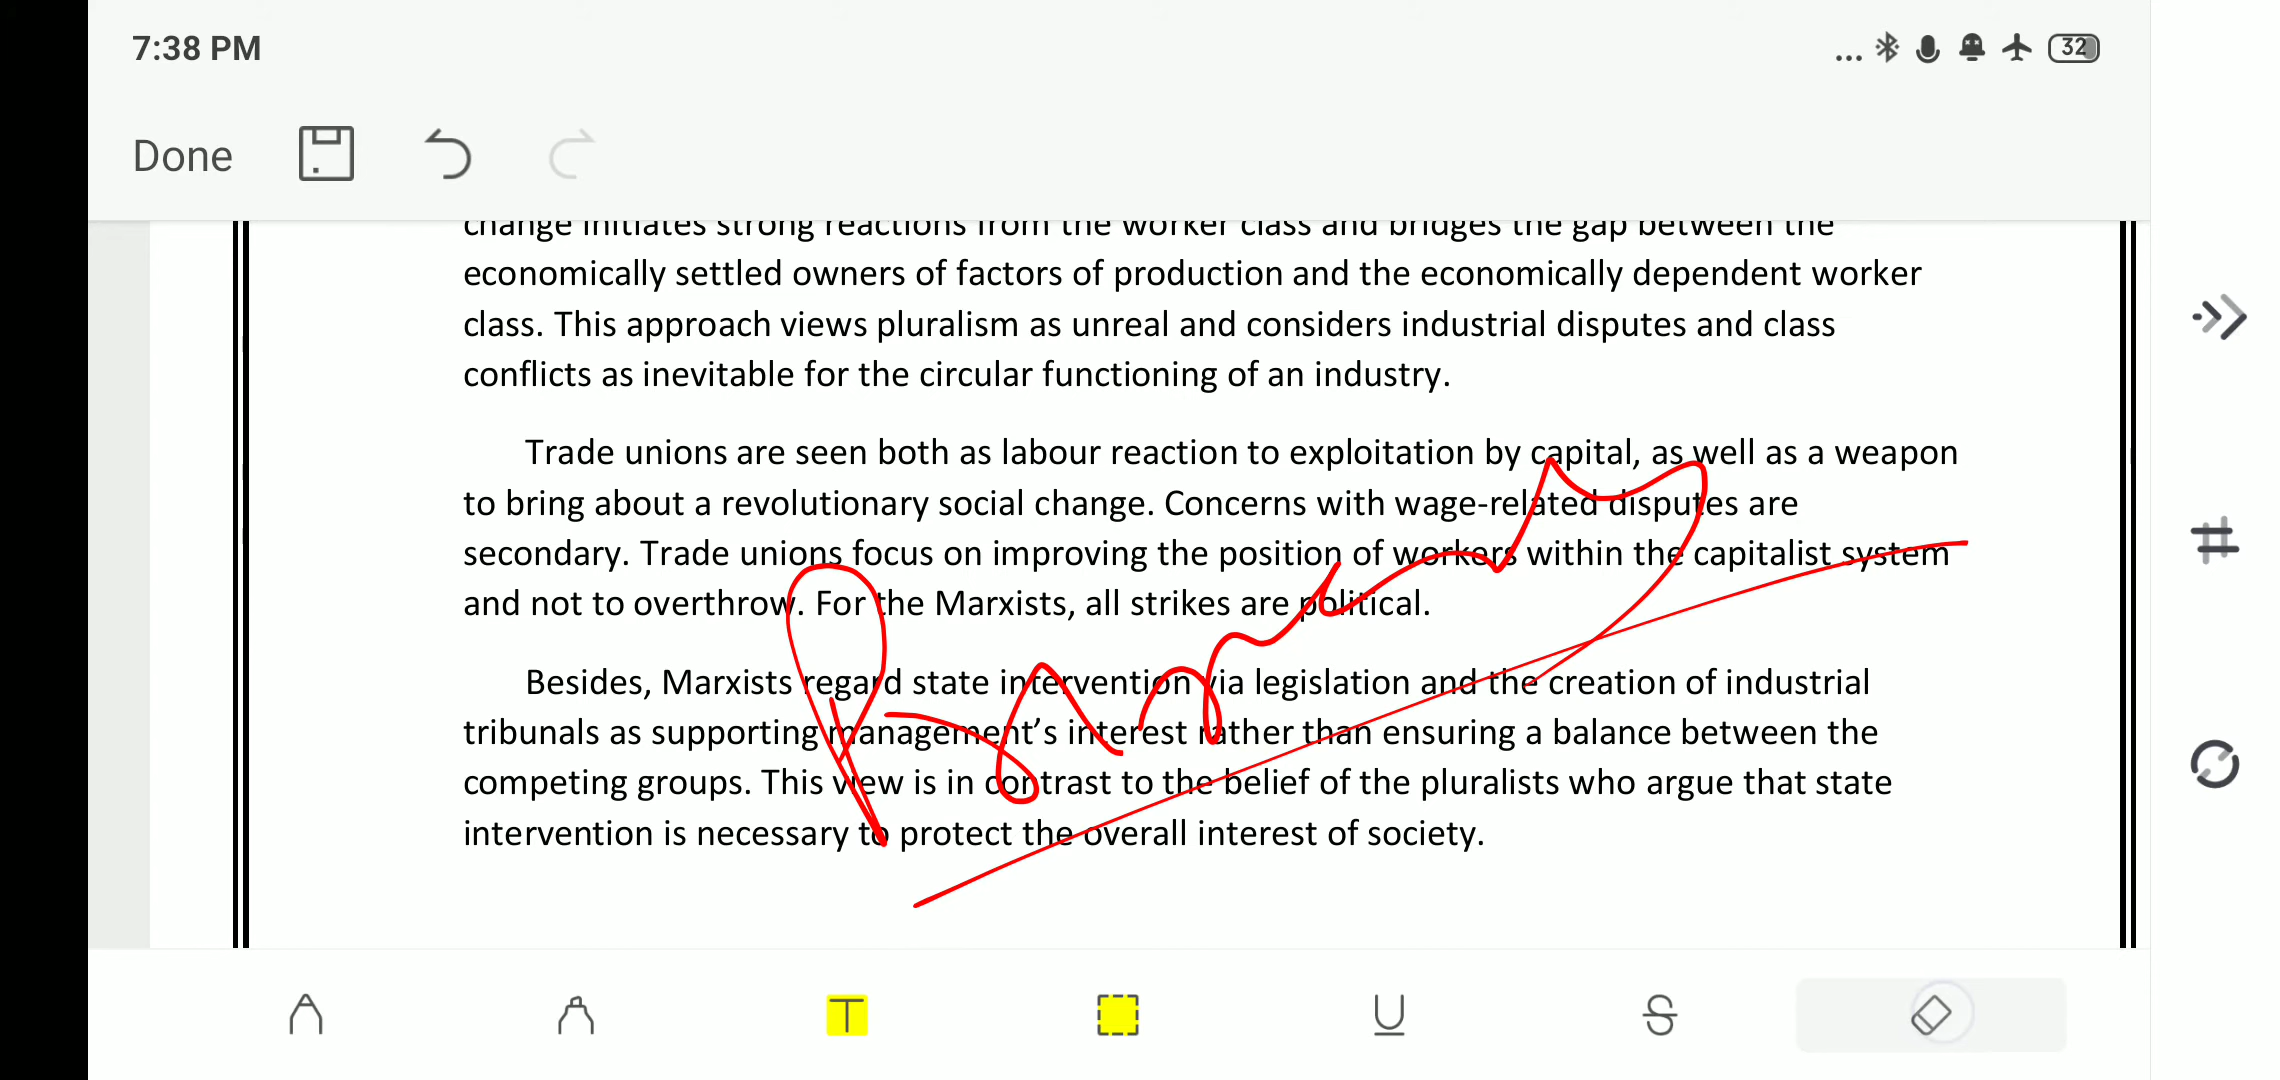 7:38 PM
32
Done
change initiates strong reactions from the worker class and bridges the gap between the
economically settled owners of factors of production and the economically dependent worker
class. This approach views pluralism as unreal and considers industrial disputes and class
conflicts as inevitable for the circular functioning of an industry.
Trade unions are seen both as labour reaction to exploitation by capital, as well as a weapon
to bring about a revolutionary social change. Concerns with wage-related disputes are
secondary. Trade unions focus on improving the position of workers within the capitalist system
and not to overthrow. For the Marxists, all strikes are political.
Besides, Marxists regard state intervention via legislation and the creation of industrial
tribunals as supporting management’s interest rather than ensuring a balance between the
competing groups. This view is in contrast to the belief of the pluralists who argue that state
intervention is necessary to protect the overall interest of society.
T
U
S